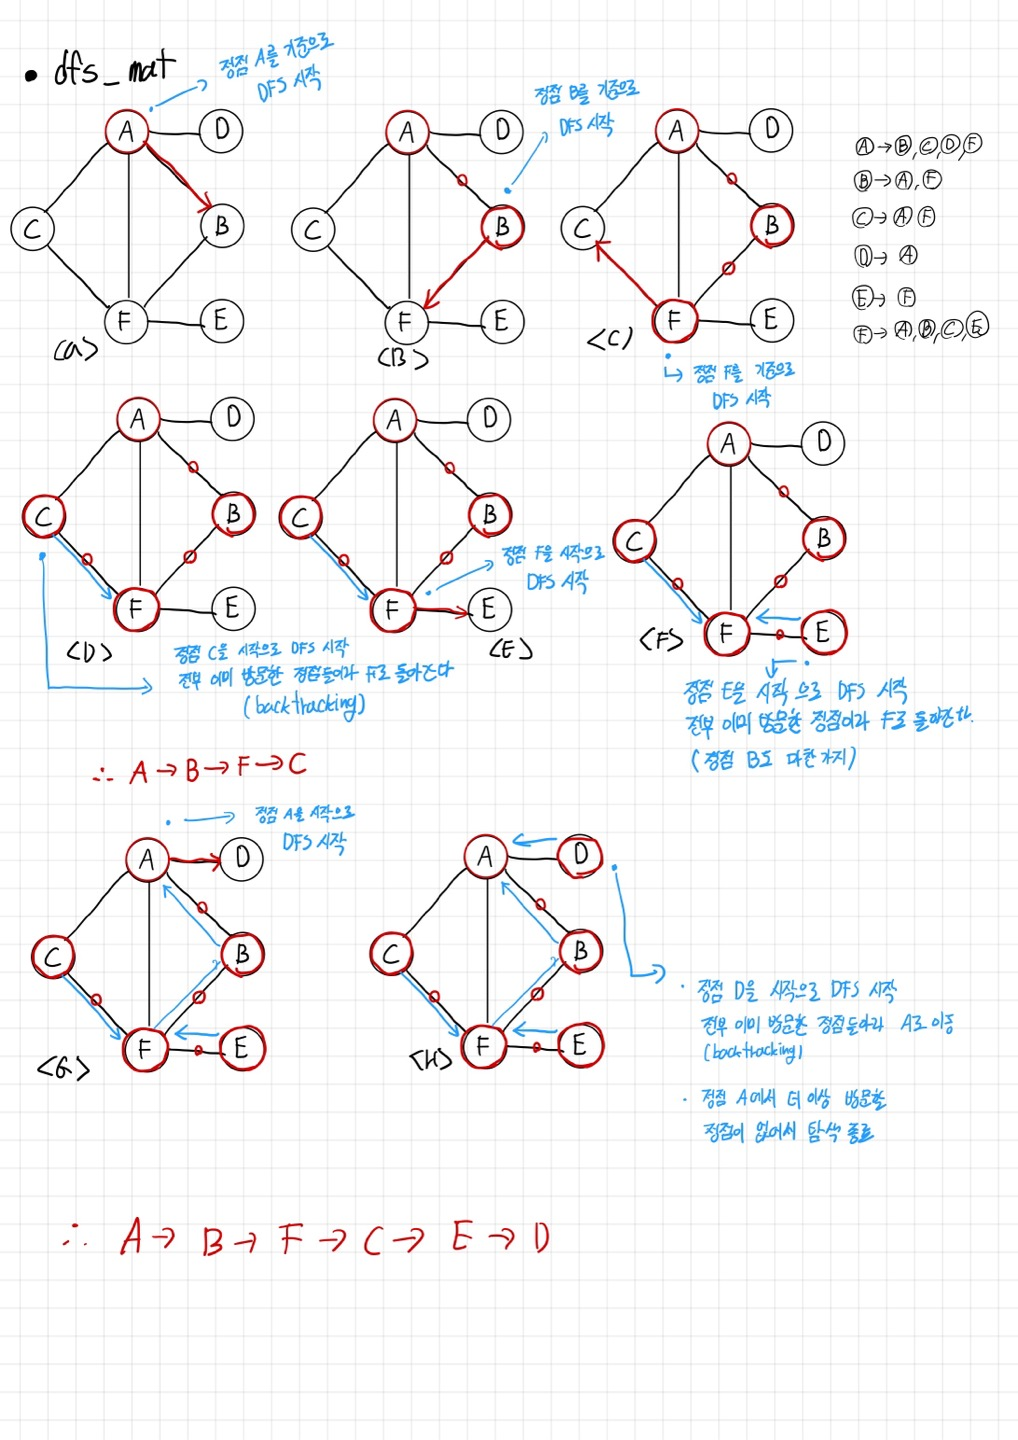 • dfs_mat
정점 A를 기준으로
DFS 시작
A D C B F E
<a>
정점 B를 기준으로
DFS 시작
A D C B F E
<B>
A D C B F E
<C>
정점 F를 기준으로
DFS 시작
A → B, C, D, F
B → A, F
C → A F
D → A
E → F
F → A, B, C, E
A D C B F E
<D>
정점 C을 시작으로 DFS 시작
전부 이미 방문한 정점들이라 F로 돌아간다
(backtracking)
A D C B F E
<E>
정점 F을 시작으로
DFS 시작
A D C B F E
<F>
정점 E을 시작으로 DFS 시작
전부 이미 방문한 정점이라 F로 돌아간다.
(정점 B도 마찬가지)
∴ A → B → F → C
정점 A을 시작으로
DFS 시작
A D C B F E
<G>
A D C B F E
<H>
· 정점 D을 시작으로 DFS 시작
전부 이미 방문한 정점들이라 A로 이동
(backtracking)
· 정점 A에서 더 이상 방문할
정점이 없어서 탐색 종료
∴ A → B → F → C → E → D